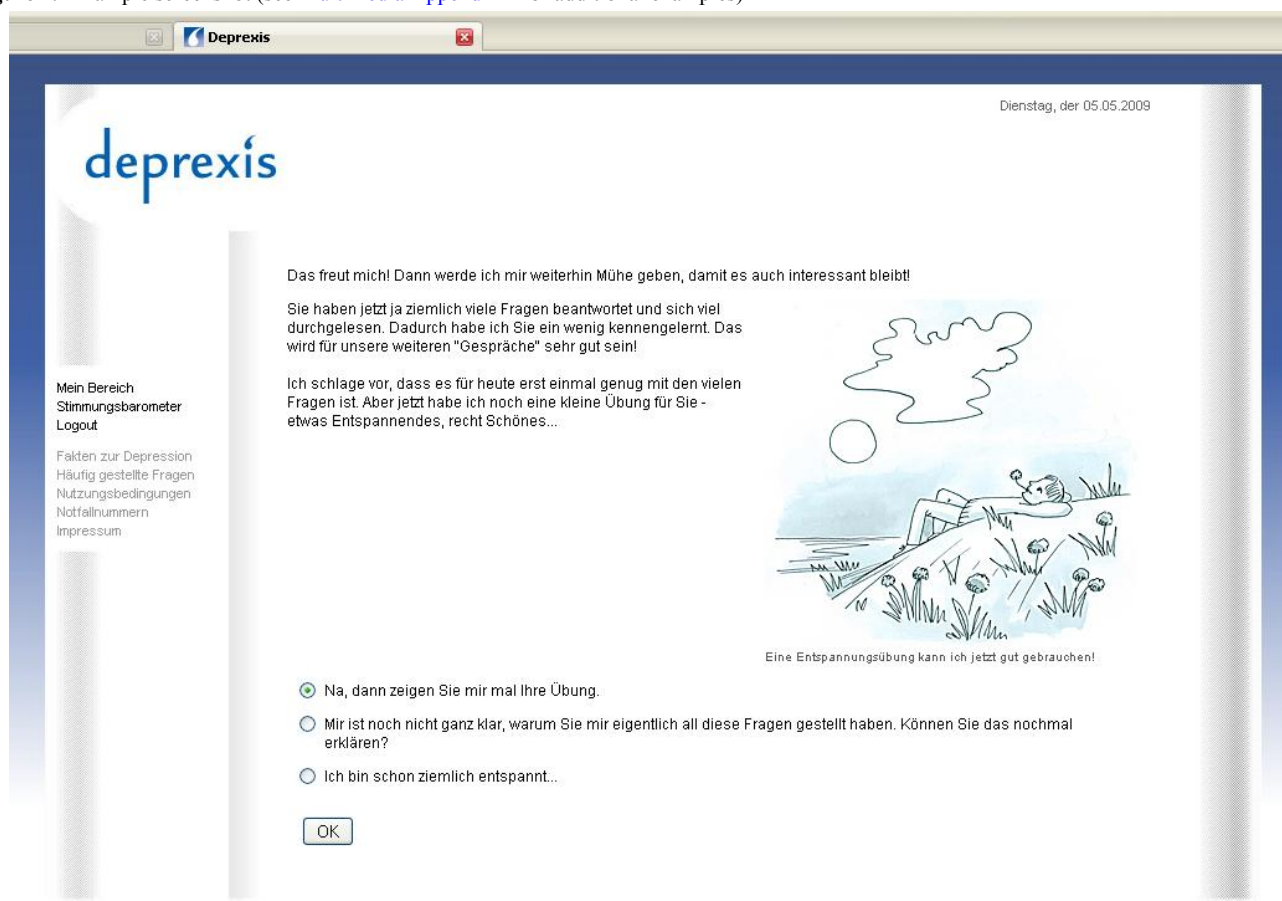 Deprexis
Dienstag, der 05.05.2009
deprexis
Mein Bereich
Stimmungsbarometer
Logout
Fakten zur Depression
Häufig gestellte Fragen
Nutzungsbedingungen
Notfallnummern
Impressum
Das freut mich! Dann werde ich mir weiterhin Mühe geben, damit es auch interessant bleibt!
Sie haben jetzt ja ziemlich viele Fragen beantwortet und sich viel
durchgelesen. Dadurch habe ich Sie ein wenig kennengelernt. Das
wird für unsere weiteren "Gespräche" sehr gut sein!
Ich schlage vor, dass es für heute erst einmal genug mit den vielen
Fragen ist. Aber jetzt habe ich noch eine kleine Übung für Sie -
etwas Entspannendes, recht Schönes...
Eine Entspannungsübung kann ich jetzt gut gebrauchen!
Na, dann zeigen Sie mir mal Ihre Übung.
Mir ist noch nicht ganz klar, warum Sie mir eigentlich all diese Fragen gestellt haben. Können Sie das nochmal
erklären?
Ich bin schon ziemlich entspannt...
OK